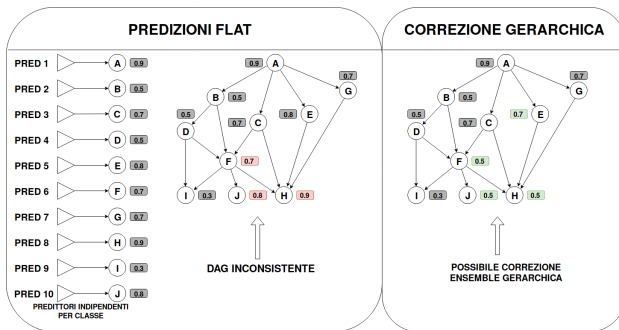 PREDIZIONI FLAT
CORREZIONE GERARCHICA
PRED 1 A 0.9
PRED 2 B 0.5
PRED 3 C 0.7
PRED 4 D 0.5
PRED 5 E 0.8
PRED 6 F 0.7
PRED 7 G 0.7
PRED 8 H 0.9
PRED 9 I 0.3
PRED 10 J 0.8
PREDITTORI INDIPENDENTI
PER CLASSE
0.9 A
0.7
G
B 0.5
0.5
D
0.7 C
0.8 E
F 0.7
I 0.3
J 0.8
H 0.9
DAG INCONSISTENTE
0.9 A
0.7
G
B 0.5
0.5
D
0.7 C
0.7 E
F 0.5
I 0.3
J 0.5
H 0.5
POSSIBILE CORREZIONE
ENSEMBLE GERARCHICA